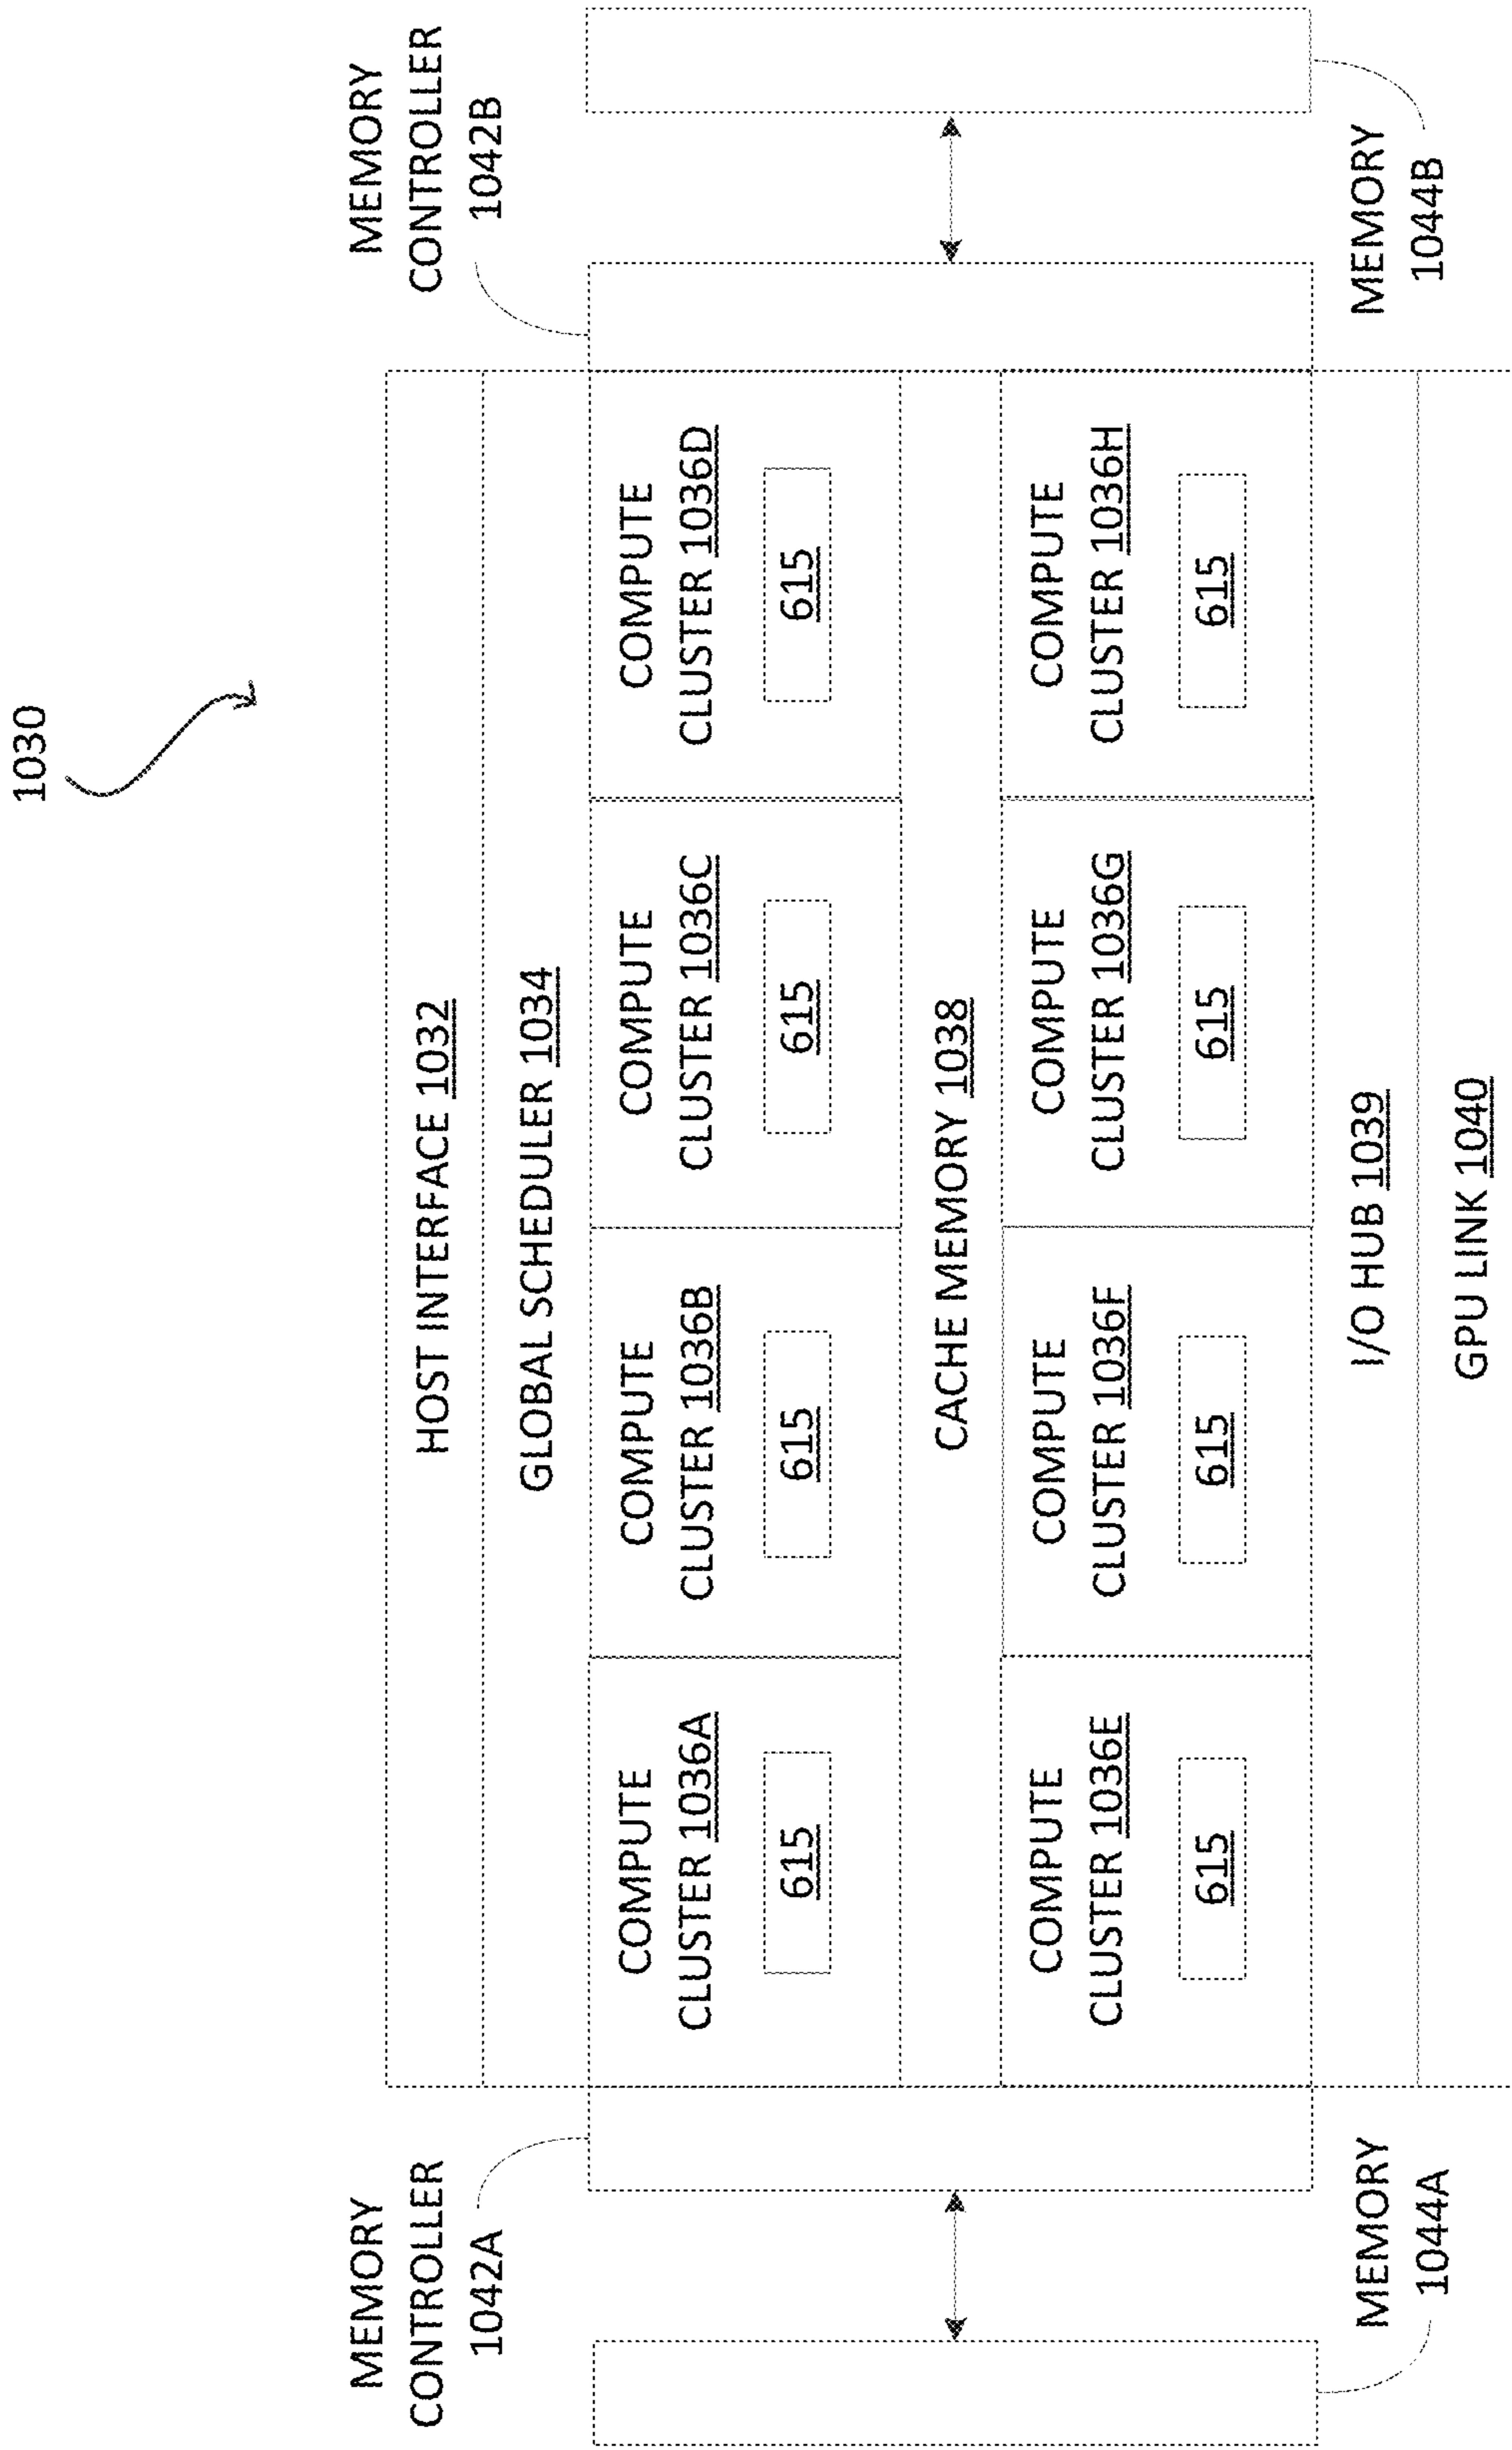 1030
MEMORY
CONTROLLER
1042A
MEMORY
CONTROLLER
1042B
HOST INTERFACE 1032
GLOBAL SCHEDULER 1034
COMPUTE
CLUSTER 1036A
615
COMPUTE
CLUSTER 1036B
615
COMPUTE
CLUSTER 1036C
615
COMPUTE
CLUSTER 1036D
615
CACHE MEMORY 1038
COMPUTE
CLUSTER 1036E
615
COMPUTE
CLUSTER 1036F
615
COMPUTE
CLUSTER 1036G
615
COMPUTE
CLUSTER 1036H
615
MEMORY
1044A
I/O HUB 1039
MEMORY
1044B
GPU LINK 1040